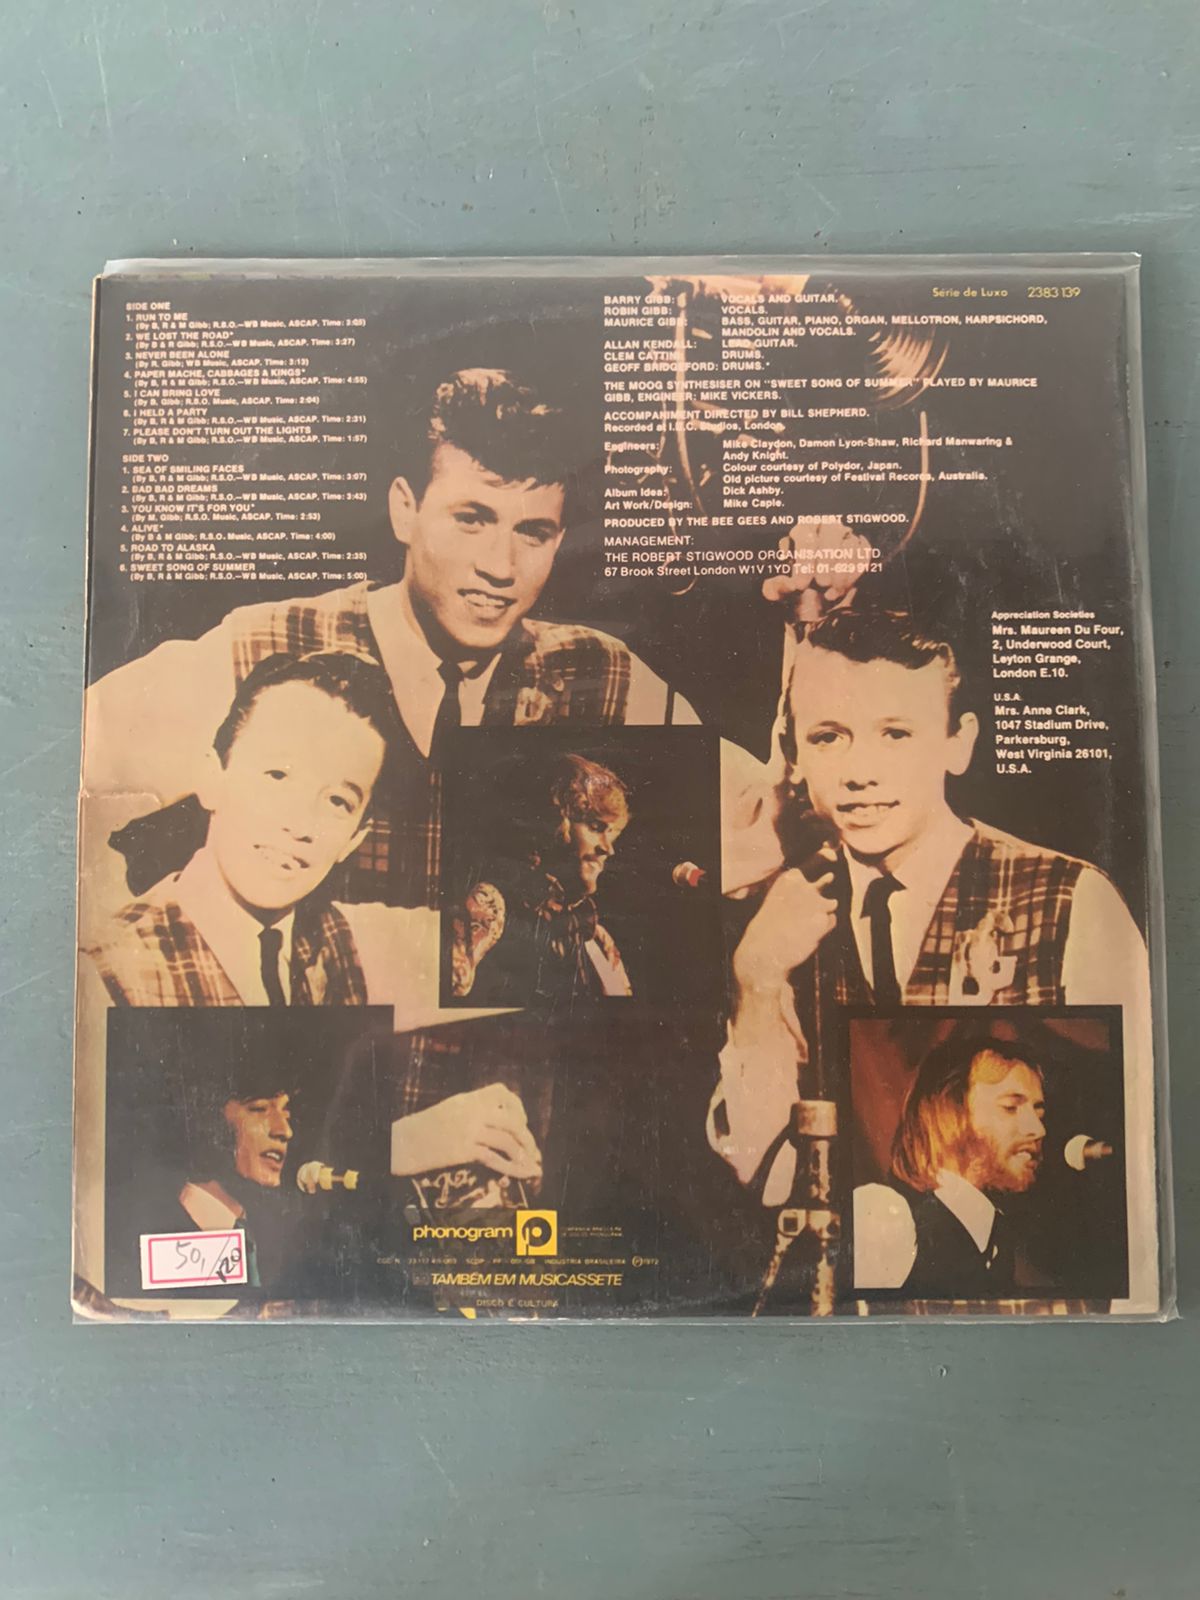 SIDE ONE
1. RUN TO ME
(By B, R & M Gibb; R.S.O.—WB Music, ASCAP. Time: 3:05)
2. WE LOST THE ROAD*
(By B & R Gibb; R.S.O.—WB Music, ASCAP. Time: 3:27)
3. NEVER BEEN ALONE
(By R. Gibb; WB Music, ASCAP. Time: 3:13)
4. PAPER MACHE, CABBAGES & KINGS*
(By B, R & M Gibb; R.S.O.—WB Music, ASCAP. Time: 4:55)
5. I CAN BRING LOVE
(By B. Gibb; R.S.O. Music, ASCAP. Time: 2:04)
6. I HELD A PARTY
(By B, R & M Gibb; R.S.O.—WB Music, ASCAP. Time: 2:31)
7. PLEASE DON'T TURN OUT THE LIGHTS
(By B, R & M Gibb; R.S.O.—WB Music, ASCAP. Time: 1:57)
SIDE TWO
1. SEA OF SMILING FACES
(By B, R & M Gibb; R.S.O.—WB Music, ASCAP. Time: 3:07)
2. BAD BAD DREAMS
(By B, R & M Gibb; R.S.O.—WB Music, ASCAP. Time: 3:43)
3. YOU KNOW IT'S FOR YOU*
(By M. Gibb; R.S.O. Music, ASCAP. Time: 2:53)
4. ALIVE*
(By B & M Gibb; R.S.O. Music, ASCAP. Time: 4:00)
5. ROAD TO ALASKA
(By B, R & M Gibb; R.S.O.—WB Music, ASCAP. Time: 2:35)
6. SWEET SONG OF SUMMER
(By B, R & M Gibb; R.S.O.—WB Music, ASCAP. Time: 5:00)
Série de Luxo 2383 139
BARRY GIBB: VOCALS AND GUITAR.
ROBIN GIBB: VOCALS.
MAURICE GIBB: BASS, GUITAR, PIANO, ORGAN, MELLOTRON, HARPSICHORD,
MANDOLIN AND VOCALS.
ALLAN KENDALL: LEAD GUITAR.
CLEM CATTINI: DRUMS.
GEOFF BRIDGEFORD: DRUMS.*
THE MOOG SYNTHESISER ON "SWEET SONG OF SUMMER" PLAYED BY MAURICE
GIBB, ENGINEER: MIKE VICKERS.
ACCOMPANIMENT DIRECTED BY BILL SHEPHERD.
Recorded at I.B.C. Studios, London.
Engineers: Mike Claydon, Damon Lyon-Shaw, Richard Manwaring &
Andy Knight.
Photography: Colour courtesy of Polydor, Japan.
Old picture courtesy of Festival Records, Australia.
Album Idea: Dick Ashby.
Art Work/Design: Mike Caple.
PRODUCED BY THE BEE GEES AND ROBERT STIGWOOD.
MANAGEMENT:
THE ROBERT STIGWOOD ORGANISATION LTD
67 Brook Street London W1V 1YD Tel: 01-629 9121
Appreciation Societies
Mrs. Maureen Du Four,
2, Underwood Court,
Leyton Grange,
London E.10.
U.S.A.
Mrs. Anne Clark,
1047 Stadium Drive,
Parkersburg,
West Virginia 26101,
U.S.A.
phonogram
INDUSTRIA BRASILEIRA ℗1972
TAMBÉM EM MUSICASSETE
DISCO É CULTURA
50,/120